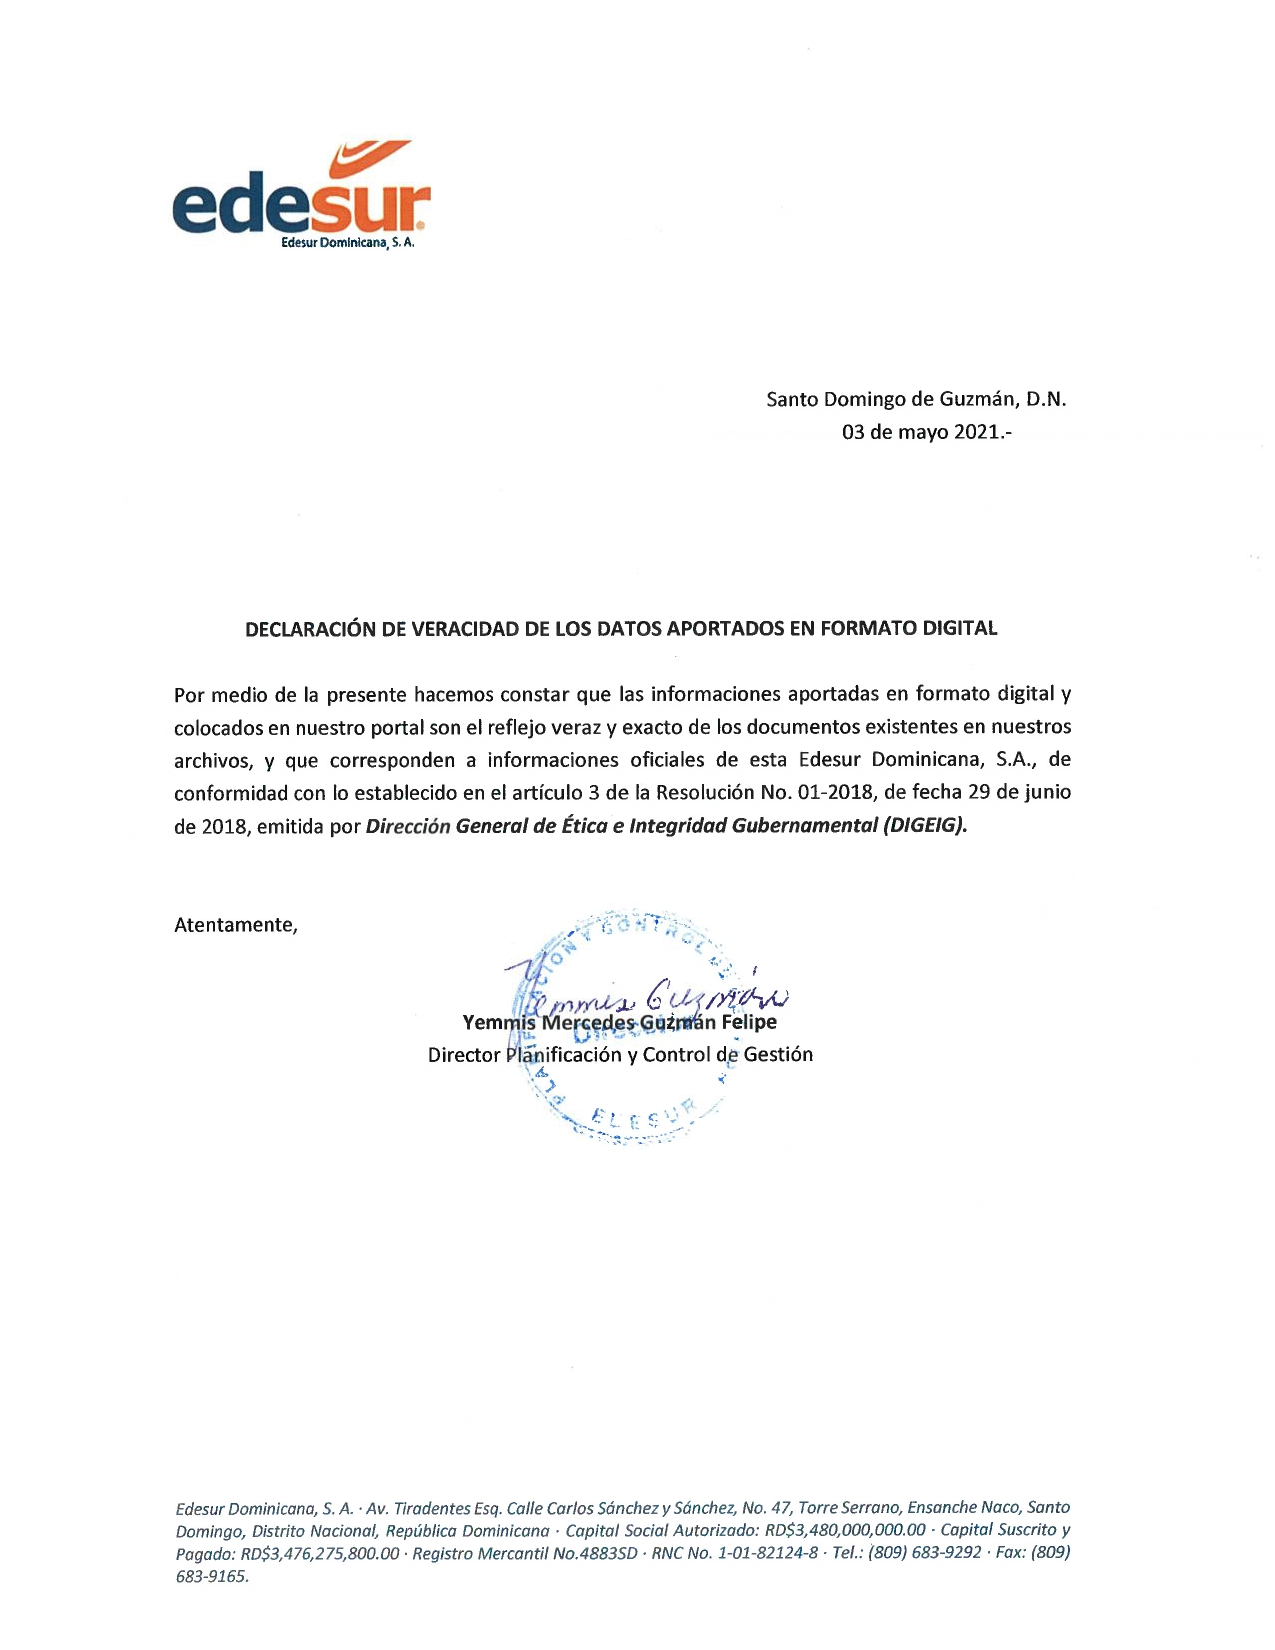 edesur
Edesur Dominicana, S. A.
Santo Domingo de Guzmán, D.N.
03 de mayo 2021.-
DECLARACIÓN DE VERACIDAD DE LOS DATOS APORTADOS EN FORMATO DIGITAL
Por medio de la presente hacemos constar que las informaciones aportadas en formato digital y
colocados en nuestro portal son el reflejo veraz y exacto de los documentos existentes en nuestros
archivos, y que corresponden a informaciones oficiales de esta Edesur Dominicana, S.A., de
conformidad con lo establecido en el artículo 3 de la Resolución No. 01-2018, de fecha 29 de junio
de 2018, emitida por Dirección General de Ética e Integridad Gubernamental (DIGEIG).
Atentamente,
Yemmis Guzmán
Yemmis Mercedes Guzmán Felipe
Director Planificación y Control de Gestión
Y CONTROL DE
Edesur Dominicana, S. A. · Av. Tiradentes Esq. Calle Carlos Sánchez y Sánchez, No. 47, Torre Serrano, Ensanche Naco, Santo
Domingo, Distrito Nacional, República Dominicana · Capital Social Autorizado: RD$3,480,000,000.00 · Capital Suscrito y
Pagado: RD$3,476,275,800.00 · Registro Mercantil No.4883SD · RNC No. 1-01-82124-8 · Tel.: (809) 683-9292 · Fax: (809)
683-9165.